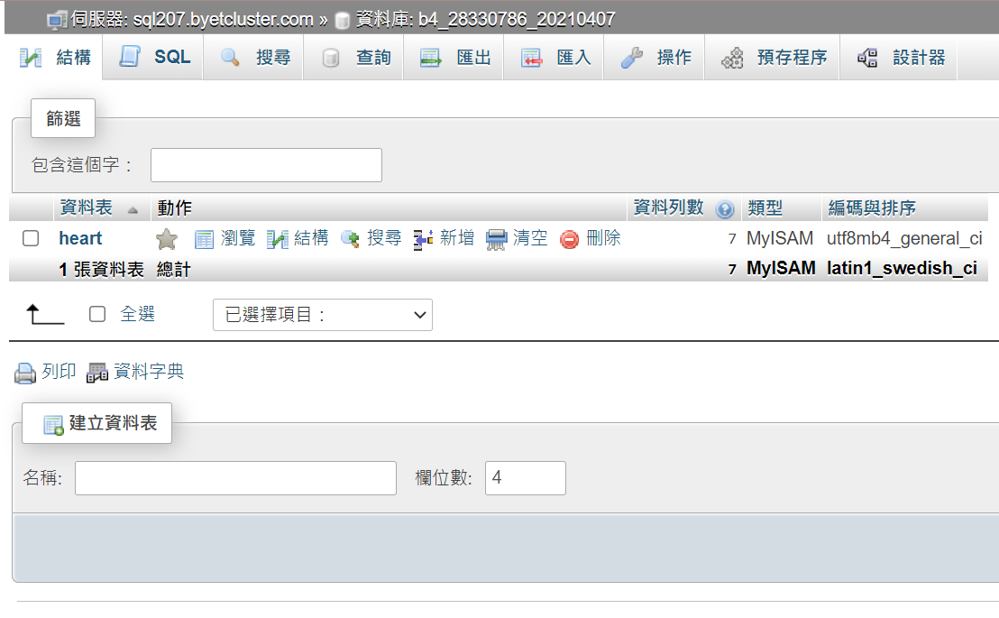 伺服器: sql207.byetcluster.com » 資料庫: b4_28330786_20210407
結構 SQL 搜尋 查詢 匯出 匯入 操作 預存程序 設計器
篩選
包含這個字：
資料表 動作 資料列數 類型 編碼與排序
heart 瀏覽 結構 搜尋 新增 清空 刪除 7 MyISAM utf8mb4_general_ci
1 張資料表 總計 7 MyISAM latin1_swedish_ci
全選 已選擇項目：
列印 資料字典
建立資料表
名稱: 欄位數: 4